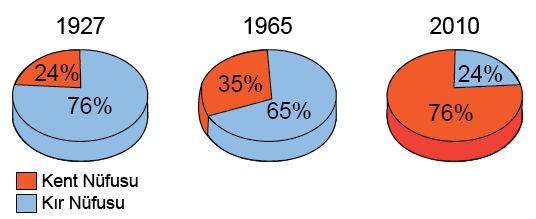 1927 1965 2010
24% 35% 24%
76% 65% 76%
Kent Nüfusu
Kır Nüfusu